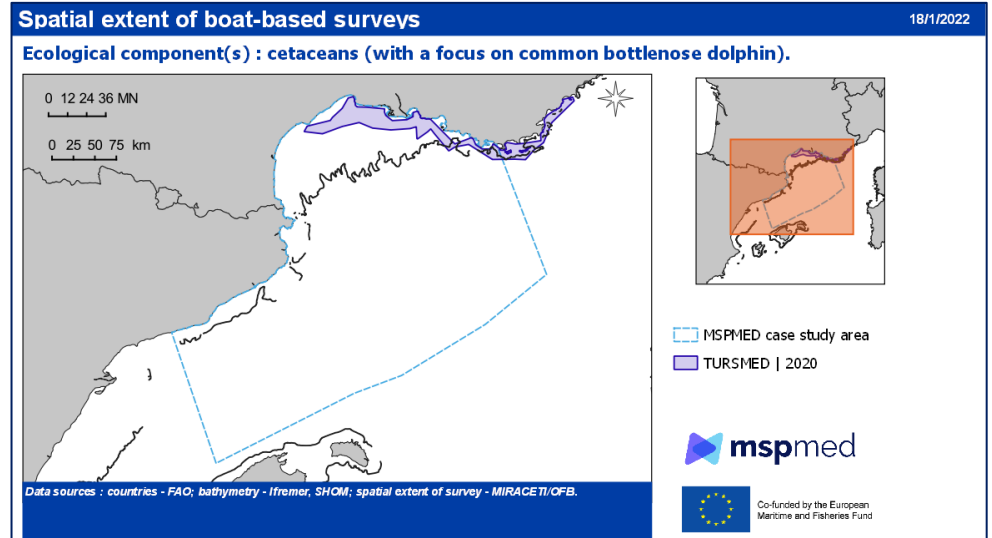 Spatial extent of boat-based surveys
18/1/2022
Ecological component(s) : cetaceans (with a focus on common bottlenose dolphin).
0 12 24 36 MN
0 25 50 75 km
MSPMED case study area
TURSMED | 2020
mspmed
Data sources : countries - FAO; bathymetry - Ifremer, SHOM; spatial extent of survey - MIRACETI/OFB.
Co-funded by the European
Maritime and Fisheries Fund